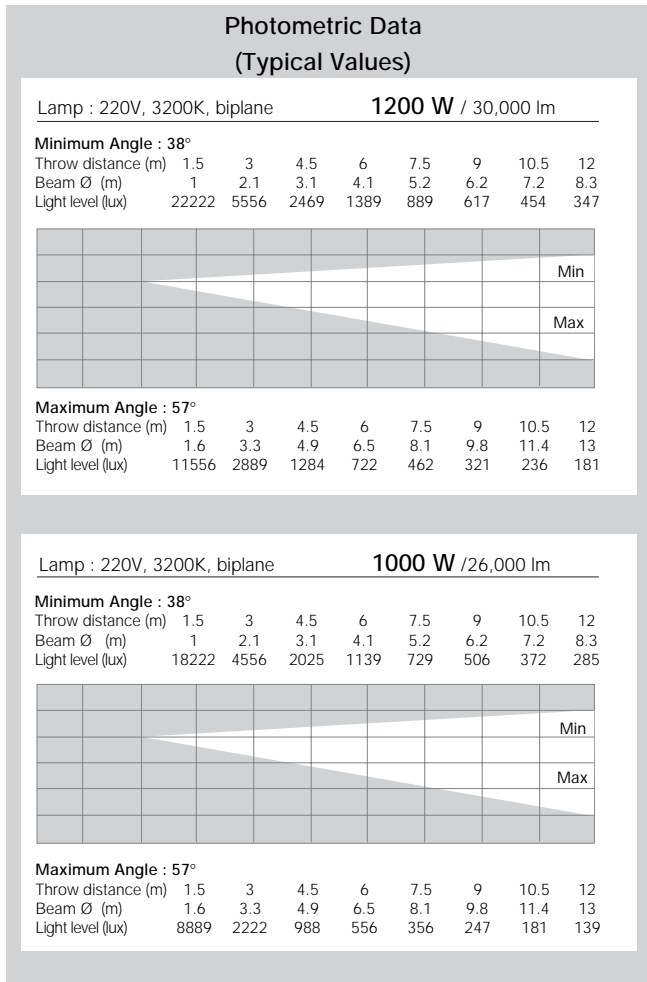 Photometric Data
(Typical Values)
Lamp : 220V, 3200K, biplane 1200 W / 30,000 lm
Minimum Angle : 38°
Throw distance (m) 1.5 3 4.5 6 7.5 9 10.5 12
Beam Ø (m) 1 2.1 3.1 4.1 5.2 6.2 7.2 8.3
Light level (lux) 22222 5556 2469 1389 889 617 454 347
Min
Max
Maximum Angle : 57°
Throw distance (m) 1.5 3 4.5 6 7.5 9 10.5 12
Beam Ø (m) 1.6 3.3 4.9 6.5 8.1 9.8 11.4 13
Light level (lux) 11556 2889 1284 722 462 321 236 181
Lamp : 220V, 3200K, biplane 1000 W /26,000 lm
Minimum Angle : 38°
Throw distance (m) 1.5 3 4.5 6 7.5 9 10.5 12
Beam Ø (m) 1 2.1 3.1 4.1 5.2 6.2 7.2 8.3
Light level (lux) 18222 4556 2025 1139 729 506 372 285
Min
Max
Maximum Angle : 57°
Throw distance (m) 1.5 3 4.5 6 7.5 9 10.5 12
Beam Ø (m) 1.6 3.3 4.9 6.5 8.1 9.8 11.4 13
Light level (lux) 8889 2222 988 556 356 247 181 139